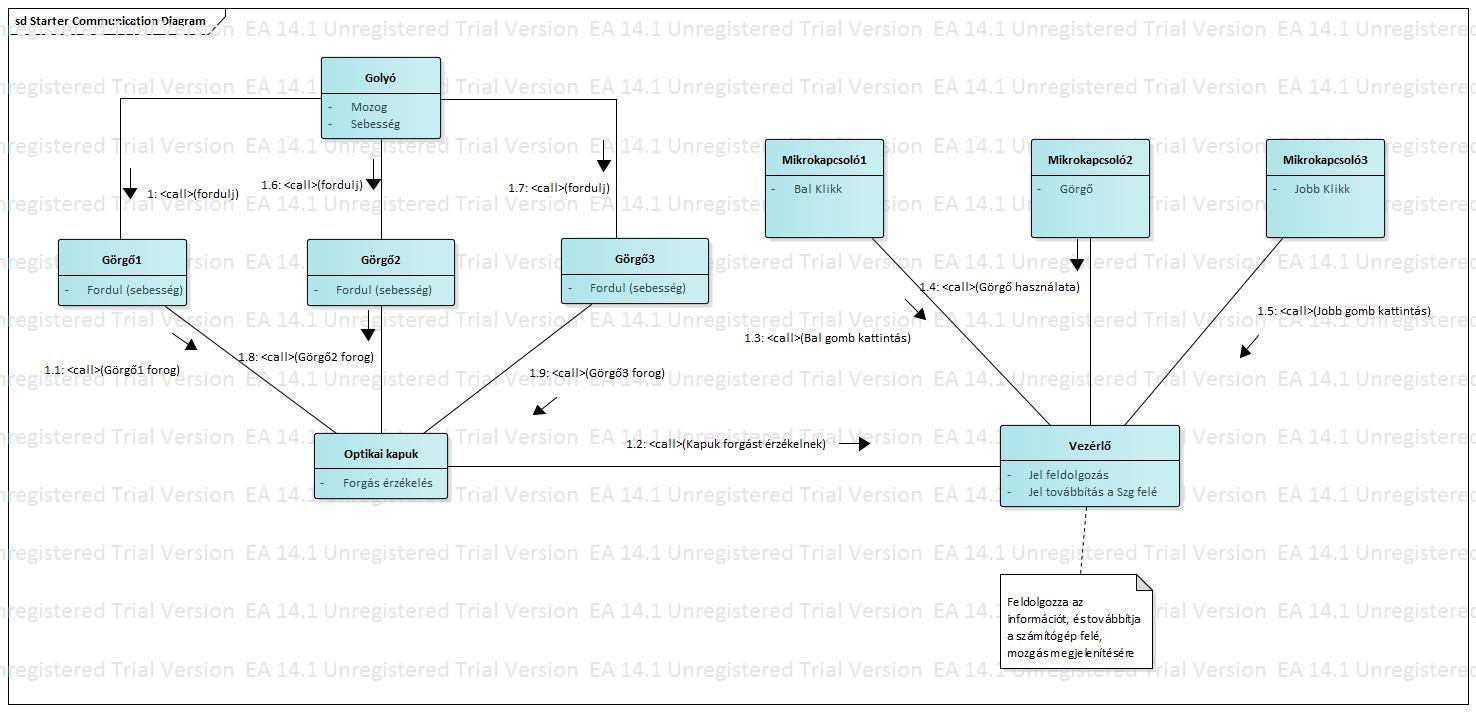 sd Starter Communication Diagram
Golyó
- Mozog
- Sebesség
1: <call>(fordulj)
1.6: <call>(fordulj)
1.7: <call>(fordulj)
Görgő1
- Fordul (sebesség)
Görgő2
- Fordul (sebesség)
Görgő3
- Fordul (sebesség)
1.1: <call>(Görgő1 forog)
1.8: <call>(Görgő2 forog)
1.9: <call>(Görgő3 forog)
Optikai kapuk
- Forgás érzékelés
1.2: <call>(Kapuk forgást érzékelnek)
Mikrokapcsoló1
- Bal Klikk
Mikrokapcsoló2
- Görgő
Mikrokapcsoló3
- Jobb Klikk
1.3: <call>(Bal gomb kattintás)
1.4: <call>(Görgő használata)
1.5: <call>(Jobb gomb kattintás)
Vezérlő
- Jel feldolgozás
- Jel továbbítás a Szg felé
Feldolgozza az
információt, és továbbítja
a számítógép felé,
mozgás megjelenítésére
EA 14.1 Unregistered Trial Version